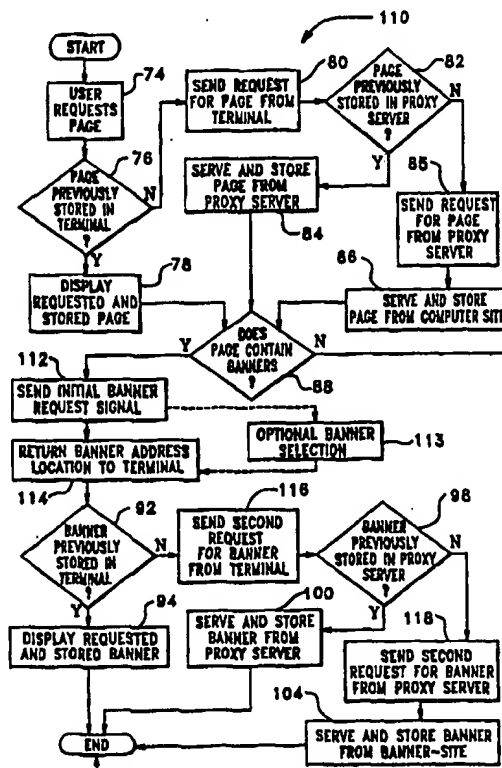 110
START
74
USER
REQUESTS
PAGE
80
SEND REQUEST
FOR PAGE FROM
TERMINAL
82
PAGE
PREVIOUSLY
STORED IN PROXY
SERVER
?
N
Y
76
PAGE
PREVIOUSLY
STORED IN
TERMINAL
?
N
Y
SERVE AND STORE
PAGE FROM
PROXY SERVER
84
85
SEND REQUEST
FOR PAGE
FROM PROXY
SERVER
78
DISPLAY
REQUESTED AND
STORED PAGE
86
SERVE AND STORE
PAGE FROM COMPUTER SITE
DOES
PAGE CONTAIN
BANNERS
?
Y
N
88
112
SEND INITIAL BANNER
REQUEST SIGNAL
OPTIONAL BANNER
SELECTION
113
RETURN BANNER ADDRESS
LOCATION TO TERMINAL
114
92
BANNER
PREVIOUSLY
STORED IN
TERMINAL
?
N
Y
116
SEND SECOND
REQUEST FOR
BANNER FROM
TERMINAL
98
BANNER
PREVIOUSLY
STORED IN PROXY
SERVER
?
N
Y
94
DISPLAY REQUESTED
AND STORED BANNER
100
SERVE AND STORE
BANNER FROM
PROXY SERVER
118
SEND SECOND
REQUEST FOR BANNER
FROM PROXY SERVER
104
SERVE AND STORE BANNER
FROM BANNER-SITE
END